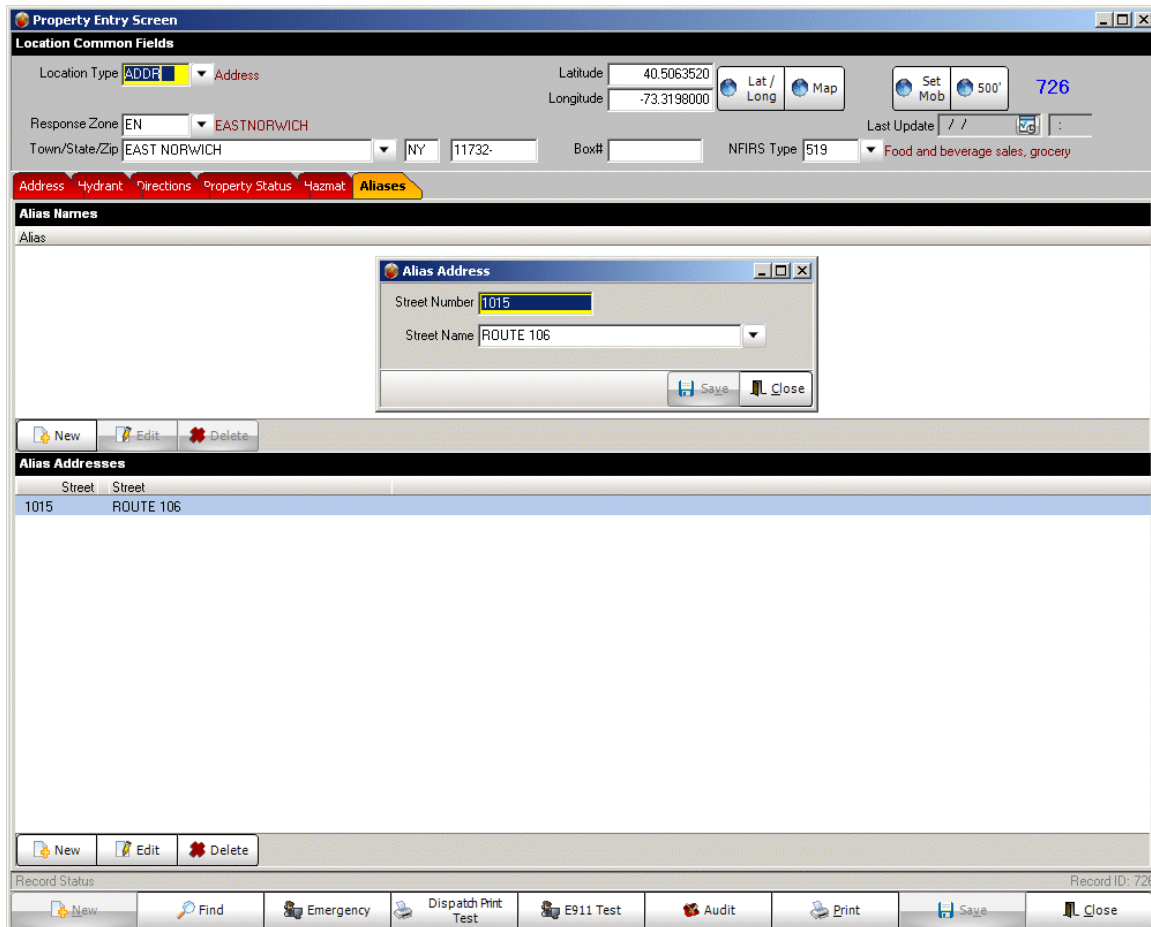 Property Entry Screen
Location Common Fields
Location Type ADDR Address Latitude 40.5063520 Lat / Long Map Set Mob 500' 726
Longitude -73.3198000
Response Zone EN EASTNORWICH Last Update / / :
Town/State/Zip EAST NORWICH NY 11732- Box# NFIRS Type 519 Food and beverage sales, grocery
Address Hydrant Directions Property Status Hazmat Aliases
Alias Names
Alias
Alias Address
Street Number 1015
Street Name ROUTE 106
Save Close
New Edit Delete
Alias Addresses
Street Street
1015 ROUTE 106
New Edit Delete
Record Status Record ID: 726
New Find Emergency Dispatch Print Test E911 Test Audit Print Save Close